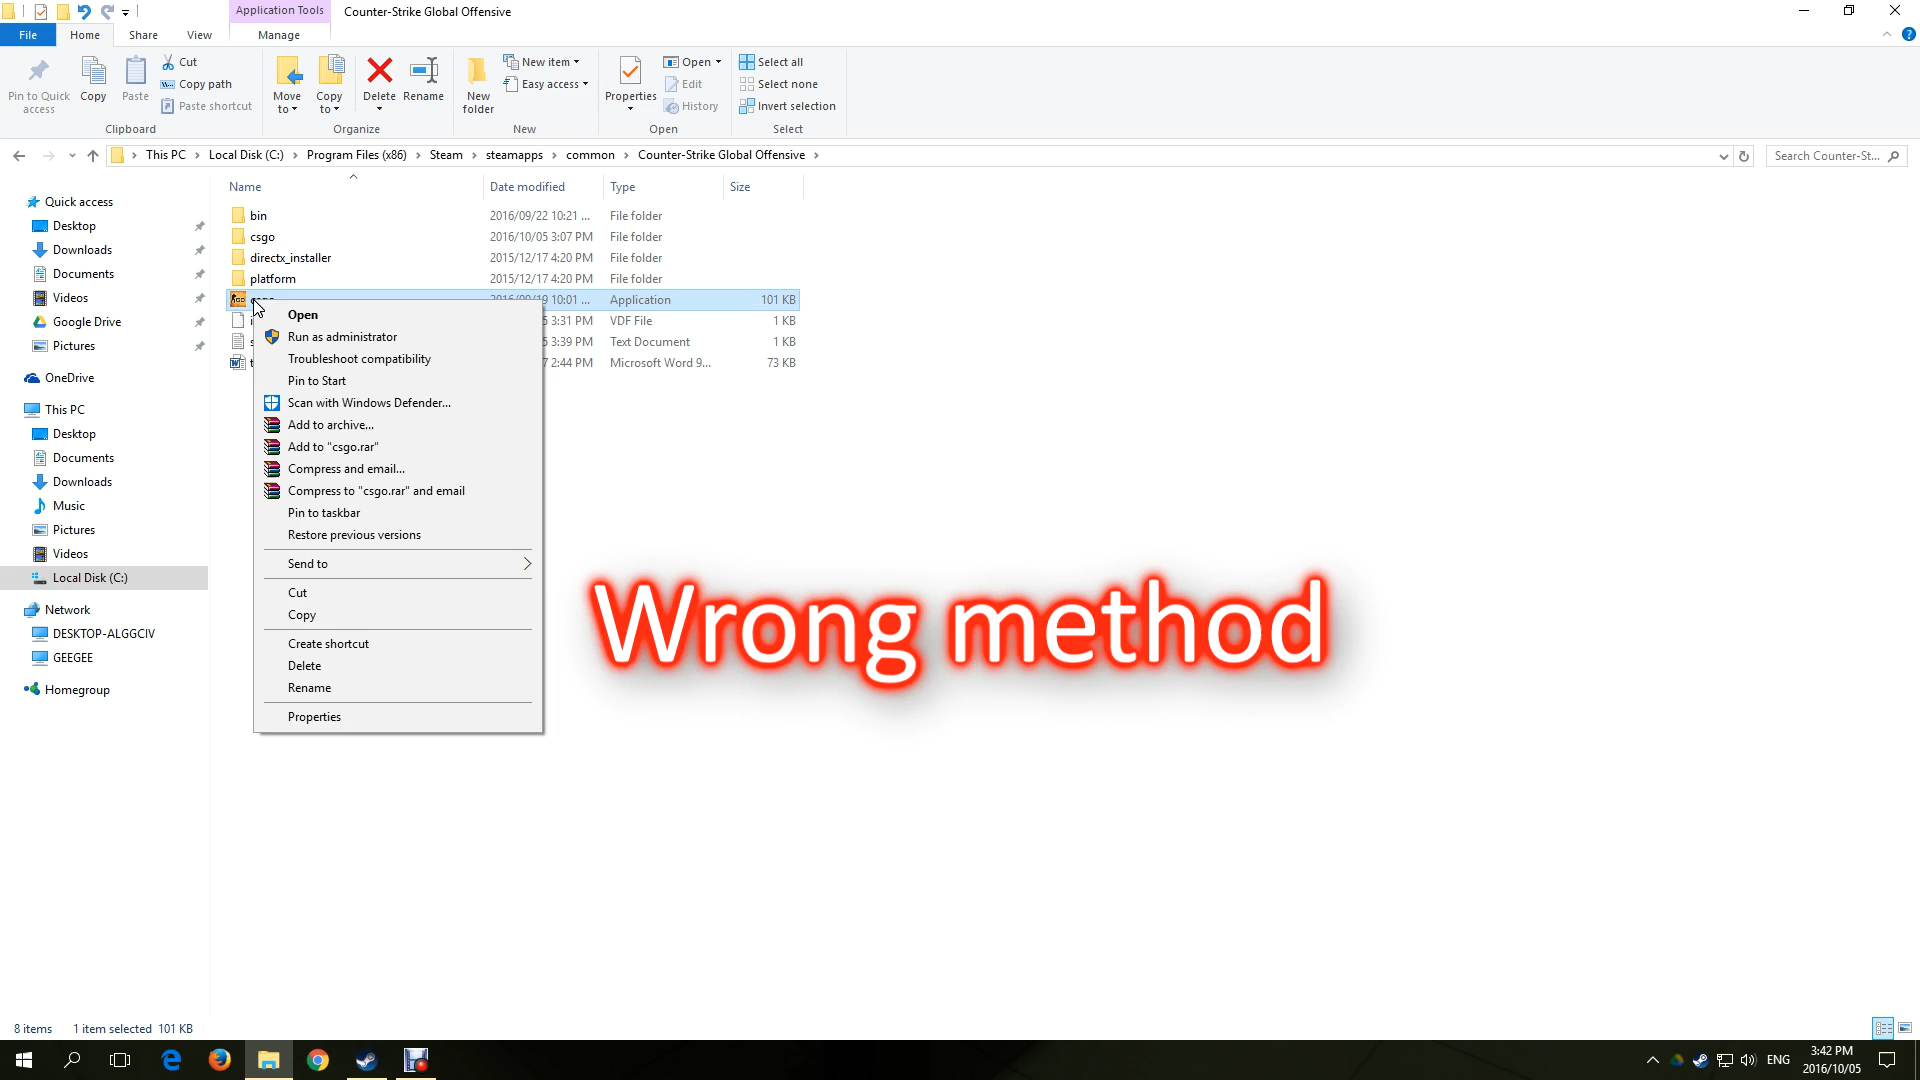 Application Tools
Counter-Strike Global Offensive
File
Home
Share
View
Manage
Pin to Quick access
Copy
Paste
Cut
Copy path
Paste shortcut
Clipboard
Move to
Copy to
Delete
Rename
Organize
New folder
New item
Easy access
New
Properties
Open
Edit
History
Open
Select all
Select none
Invert selection
Select
This PC
Local Disk (C:)
Program Files (x86)
Steam
steamapps
common
Counter-Strike Global Offensive
Search Counter-St...
Name
Date modified
Type
Size
bin 2016/09/22 10:21 ... File folder
csgo 2016/10/05 3:07 PM File folder
directx_installer 2015/12/17 4:20 PM File folder
platform 2015/12/17 4:20 PM File folder
10:01 ... Application 101 KB
5 3:31 PM VDF File 1 KB
5 3:39 PM Text Document 1 KB
7 2:44 PM Microsoft Word 9... 73 KB
Quick access
Desktop
Downloads
Documents
Videos
Google Drive
Pictures
OneDrive
This PC
Desktop
Documents
Downloads
Music
Pictures
Videos
Local Disk (C:)
Network
DESKTOP-ALGGCIV
GEEGEE
Homegroup
Open
Run as administrator
Troubleshoot compatibility
Pin to Start
Scan with Windows Defender...
Add to archive...
Add to "csgo.rar"
Compress and email...
Compress to "csgo.rar" and email
Pin to taskbar
Restore previous versions
Send to
Cut
Copy
Create shortcut
Delete
Rename
Properties
Wrong method
8 items
1 item selected 101 KB
ENG
3:42 PM
2016/10/05